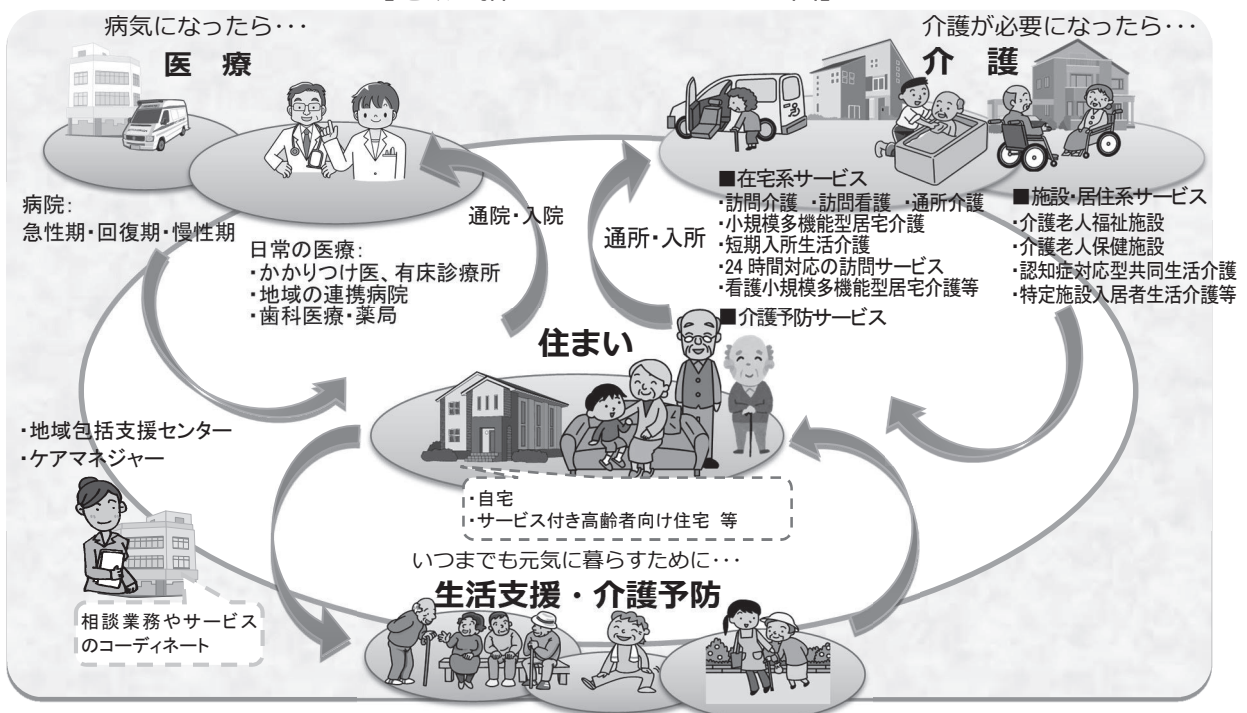 病気になったら･･･
医　療
介護が必要になったら･･･
介　護
病院:
急性期･回復期･慢性期
日常の医療:
・かかりつけ医、有床診療所
・地域の連携病院
・歯科医療・薬局
通院・入院
通所・入所
■在宅系サービス
・訪問介護　・訪問看護　・通所介護
・小規模多機能型居宅介護
・短期入所生活介護
・24 時間対応の訪問サービス
・看護小規模多機能型居宅介護等
■介護予防サービス
■施設・居住系サービス
・介護老人福祉施設
・介護老人保健施設
・認知症対応型共同生活介護
・特定施設入居者生活介護等
住まい
・自宅
・サービス付き高齢者向け住宅 等
・地域包括支援センター
・ケアマネジャー
相談業務やサービス
のコーディネート
いつまでも元気に暮らすために･･･
生活支援・介護予防